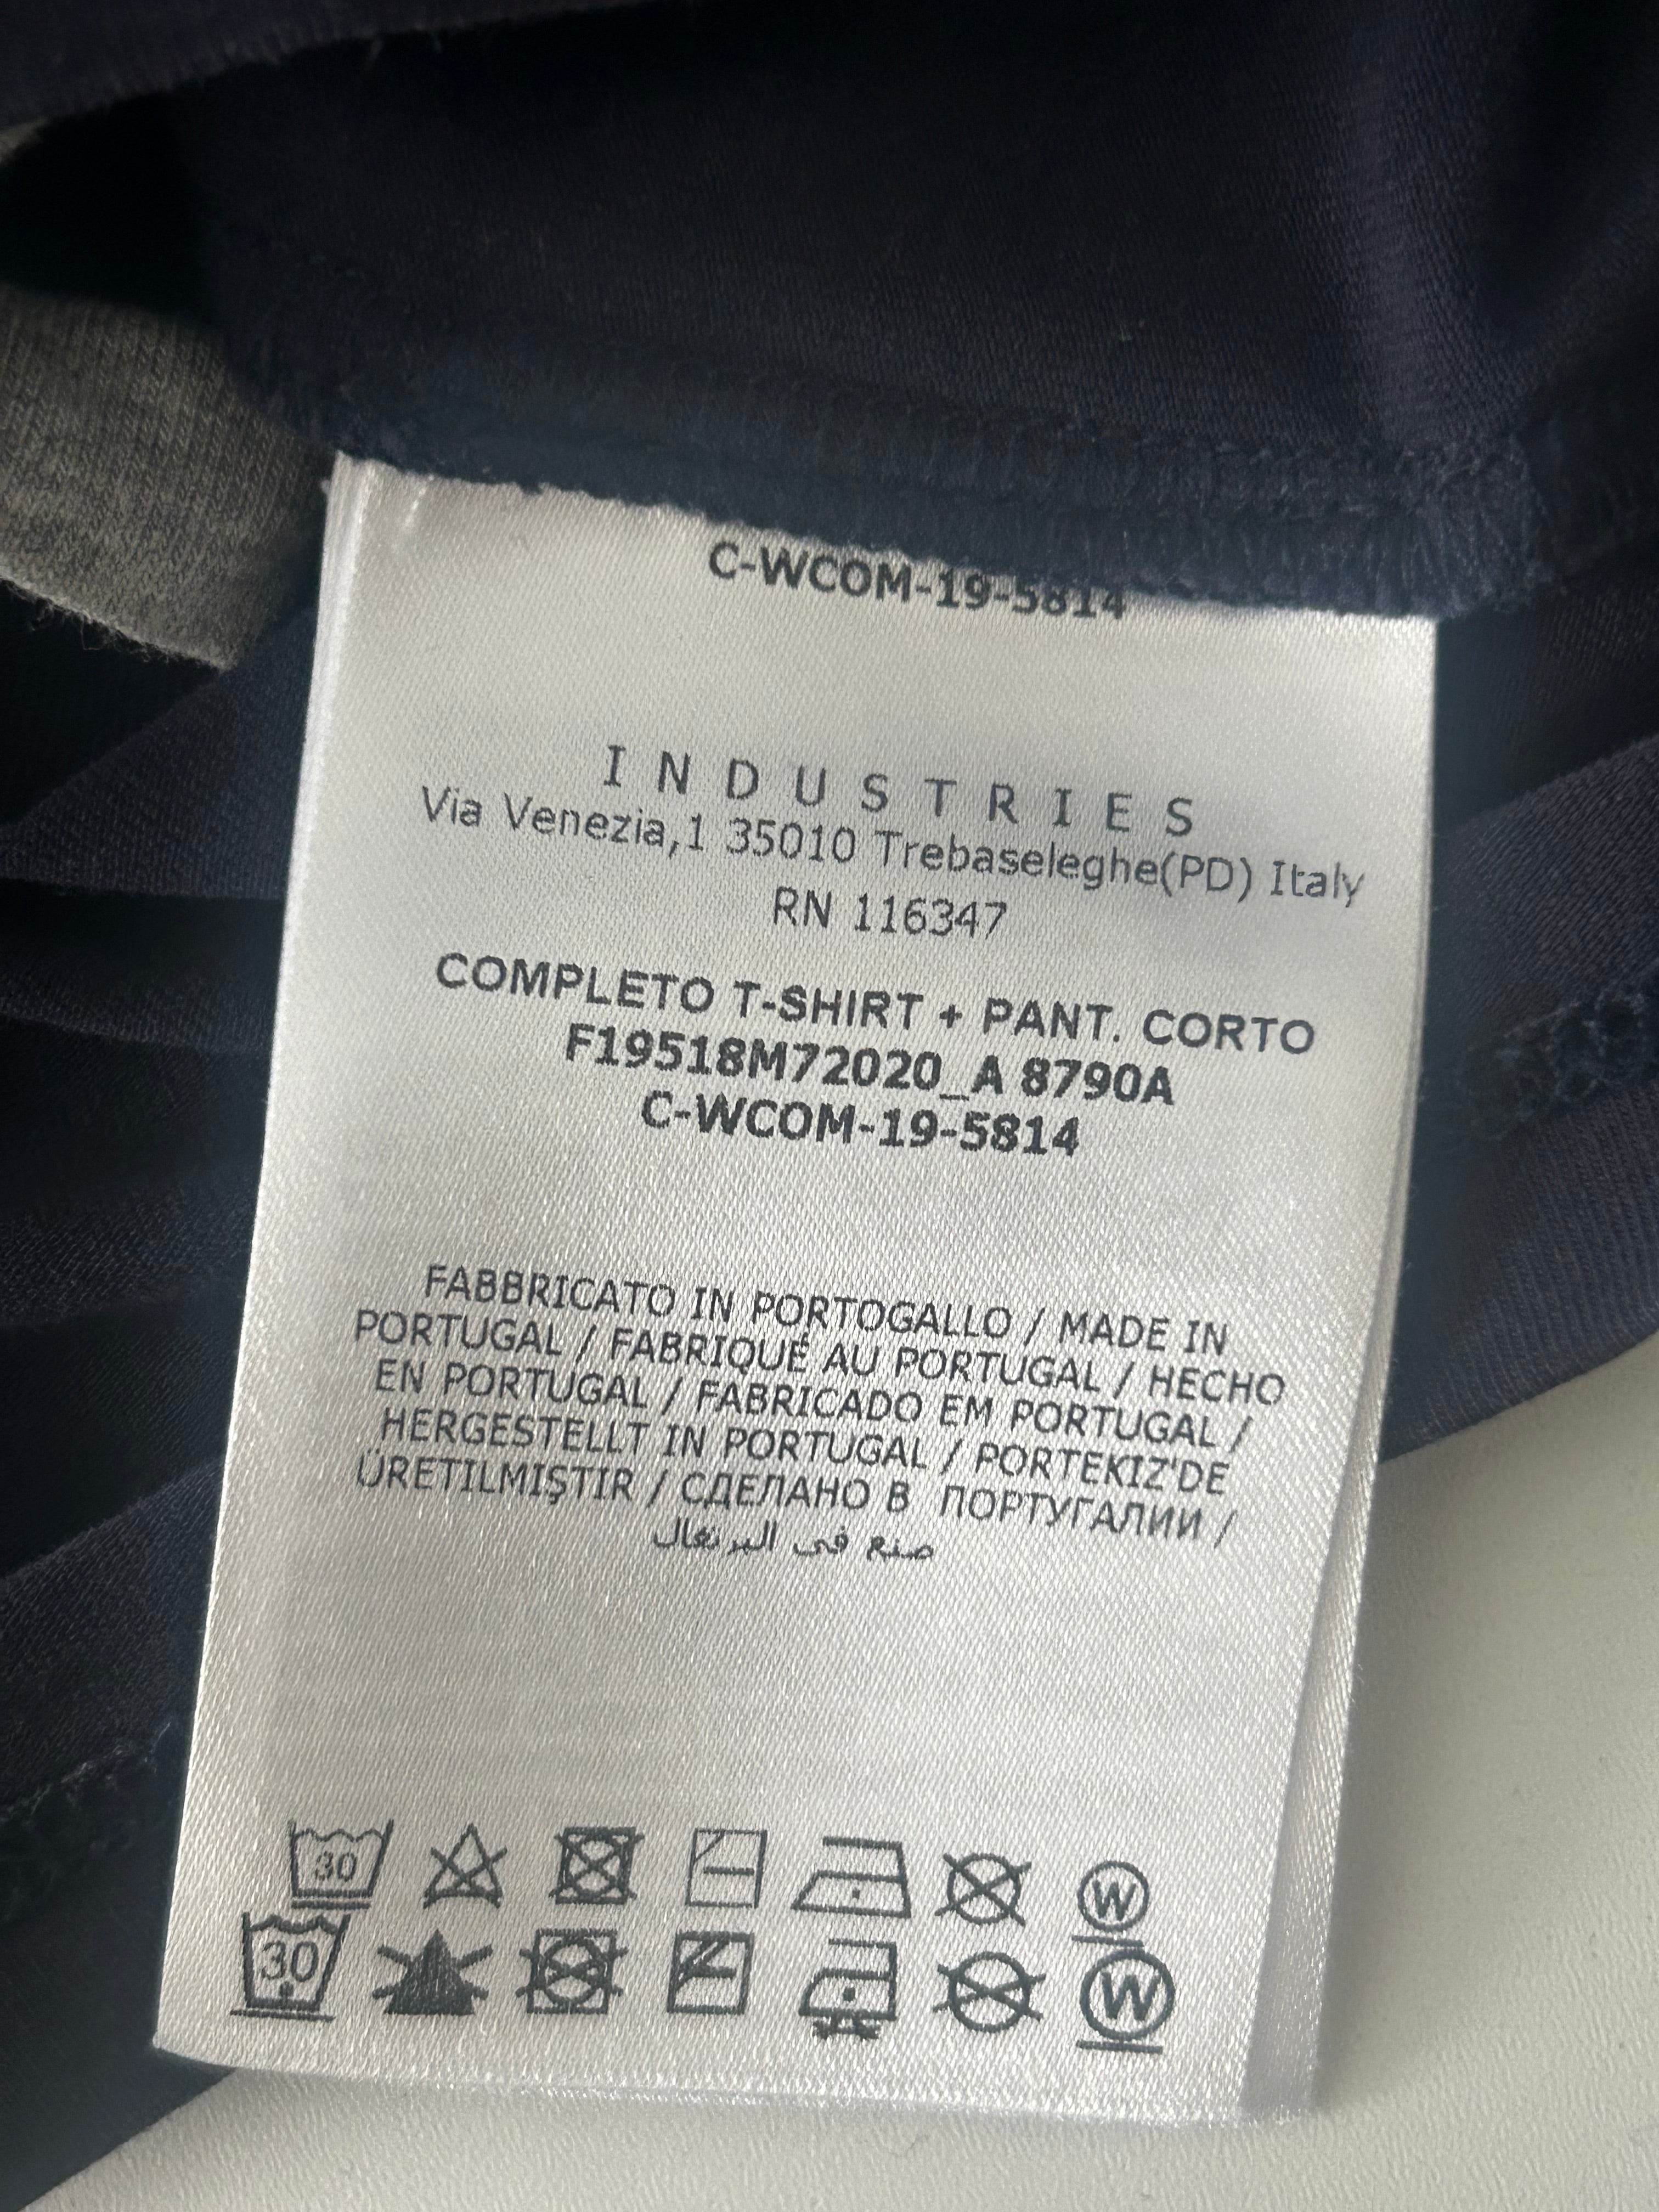 C-WCOM-19-5814
INDUSTRIES
Via Venezia,1 35010 Trebaseleghe(PD) Italy
RN 116347
COMPLETO T-SHIRT + PANT. CORTO
F19518M72020_A 8790A
C-WCOM-19-5814
FABBRICATO IN PORTOGALLO / MADE IN
PORTUGAL / FABRIQUÉ AU PORTUGAL / HECHO
EN PORTUGAL / FABRICADO EM PORTUGAL /
HERGESTELLT IN PORTUGAL / PORTEKIZ'DE
ÜRETILMIŞTIR / СДЕЛАНО В ПОРТУГАЛИИ /
صنع في البرتغال
30 W
30 W